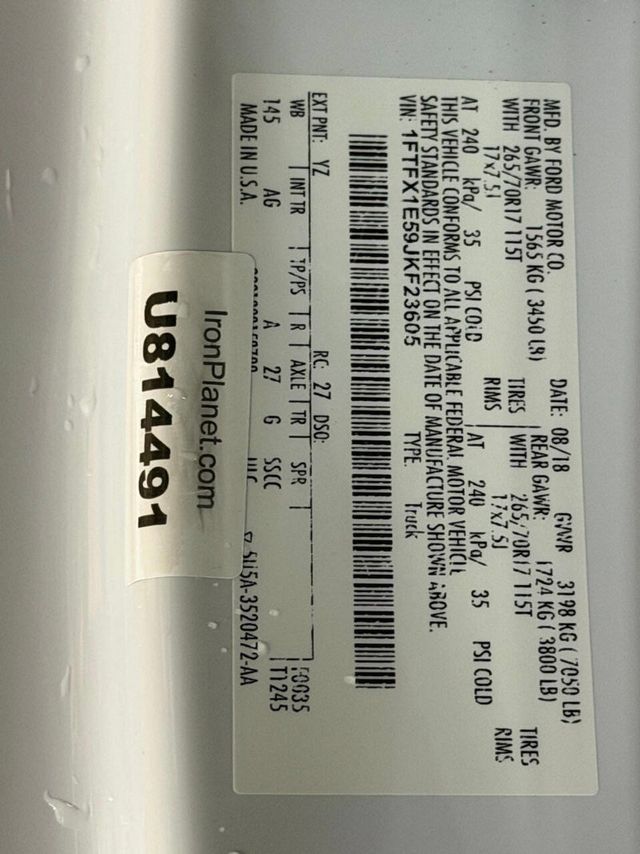 MFD. BY FORD MOTOR CO.
DATE: 08/18 GVWR 3198 KG ( 7050 LB)
FRONT GAWR: 1565 KG ( 3450 LB)
REAR GAWR: 1724 KG ( 3800 LB)
WITH 265/70R17 115T TIRES
WITH 265/70R17 115T TIRES
17x7.5J RIMS
17x7.5J RIMS
AT 240 kPa/ 35 PSI COLD
AT 240 kPa/ 35 PSI COLD
THIS VEHICLE CONFORMS TO ALL APPLICABLE FEDERAL MOTOR VEHICLE
SAFETY STANDARDS IN EFFECT ON THE DATE OF MANUFACTURE SHOWN ABOVE.
VIN: 1FTFX1E59JKF23605 TYPE: Truck
EXT PNT: YZ RC: 27 DSO:
WB INT TR TP/PS R AXLE TR SPR
145 AG A 27 G SSCC
MADE IN U.S.A.
F0035
T1245
5U5A-3520472-AA
IronPlanet.com
U814491